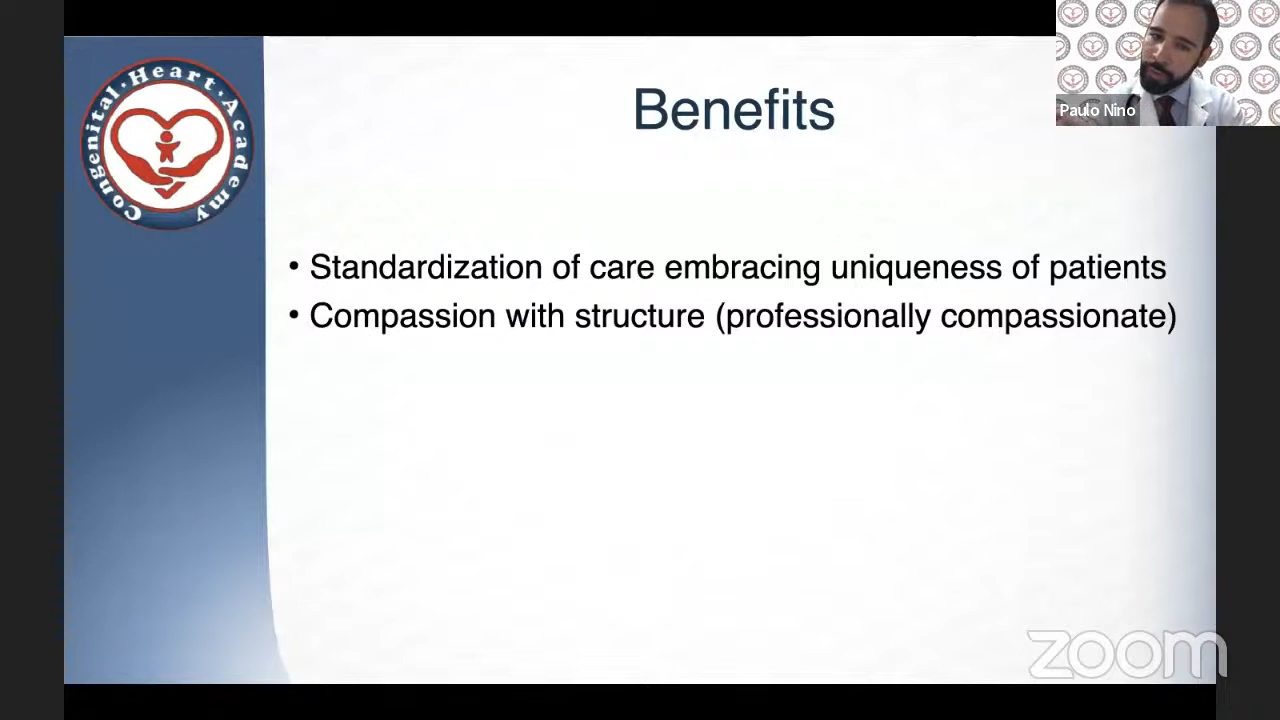 Congenital · Heart · Academy
Benefits
Paulo Nino
• Standardization of care embracing uniqueness of patients
• Compassion with structure (professionally compassionate)
zoom